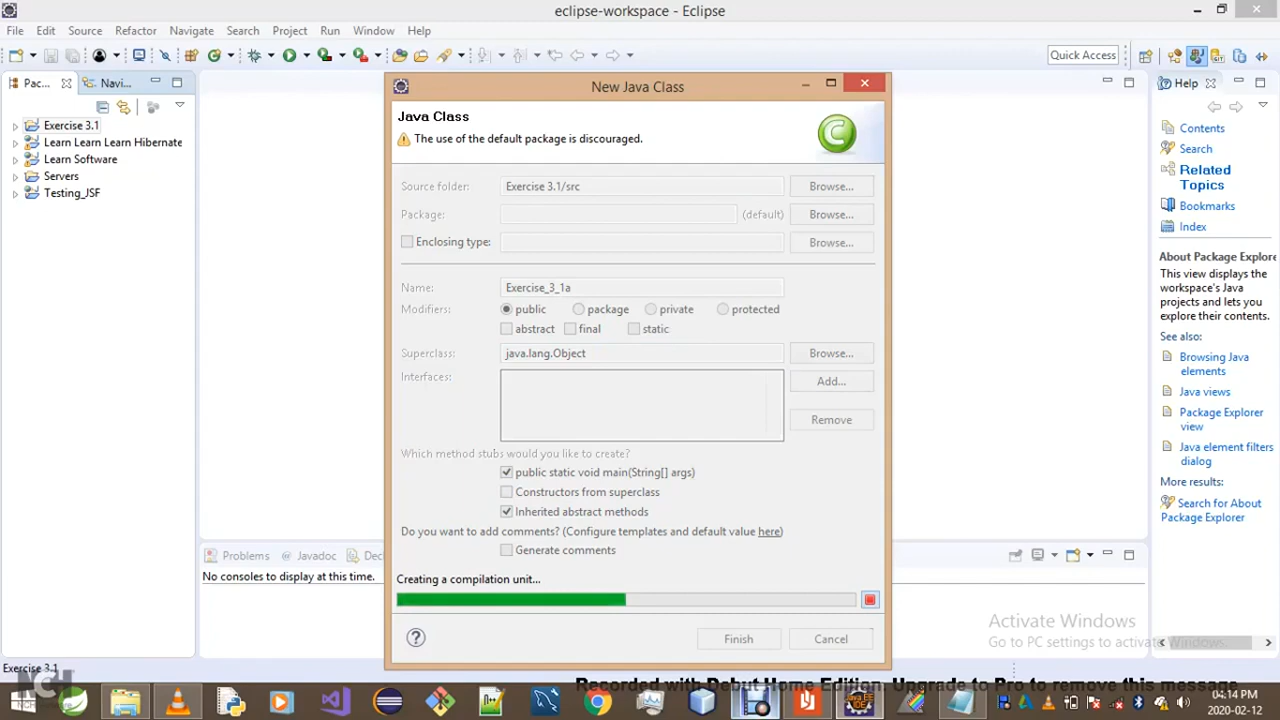 eclipse-workspace - Eclipse
File Edit Source Refactor Navigate Search Project Run Window Help
Quick Access
Pac...
Navi...
Exercise 3.1
Learn Learn Learn Hibernate
Learn Software
Servers
Testing_JSF
New Java Class
Java Class
The use of the default package is discouraged.
Source folder: Exercise 3.1/src Browse...
Package: (default) Browse...
Enclosing type: Browse...
Name: Exercise_3_1a
Modifiers: public package private protected
abstract final static
Superclass: java.lang.Object Browse...
Interfaces: Add...
Remove
Which method stubs would you like to create?
public static void main(String[] args)
Constructors from superclass
Inherited abstract methods
Do you want to add comments? (Configure templates and default value here)
Generate comments
Creating a compilation unit...
Finish Cancel
Problems @ Javadoc Decl
No consoles to display at this time.
Help
Contents
Search
Related
Topics
Bookmarks
Index
About Package Explore
This view displays the
workspace's Java
projects and lets you
explore their contents.
See also:
Browsing Java
elements
Java views
Package Explorer
view
Java element filters
dialog
More results:
Search for About
Package Explorer
Activate Windows
Go to PC settings to activate Windows.
Exercise 3.1
NCH
Recorded with Debut Home Edition. Upgrade to Pro to remove this message
04:14 PM
2020-02-12